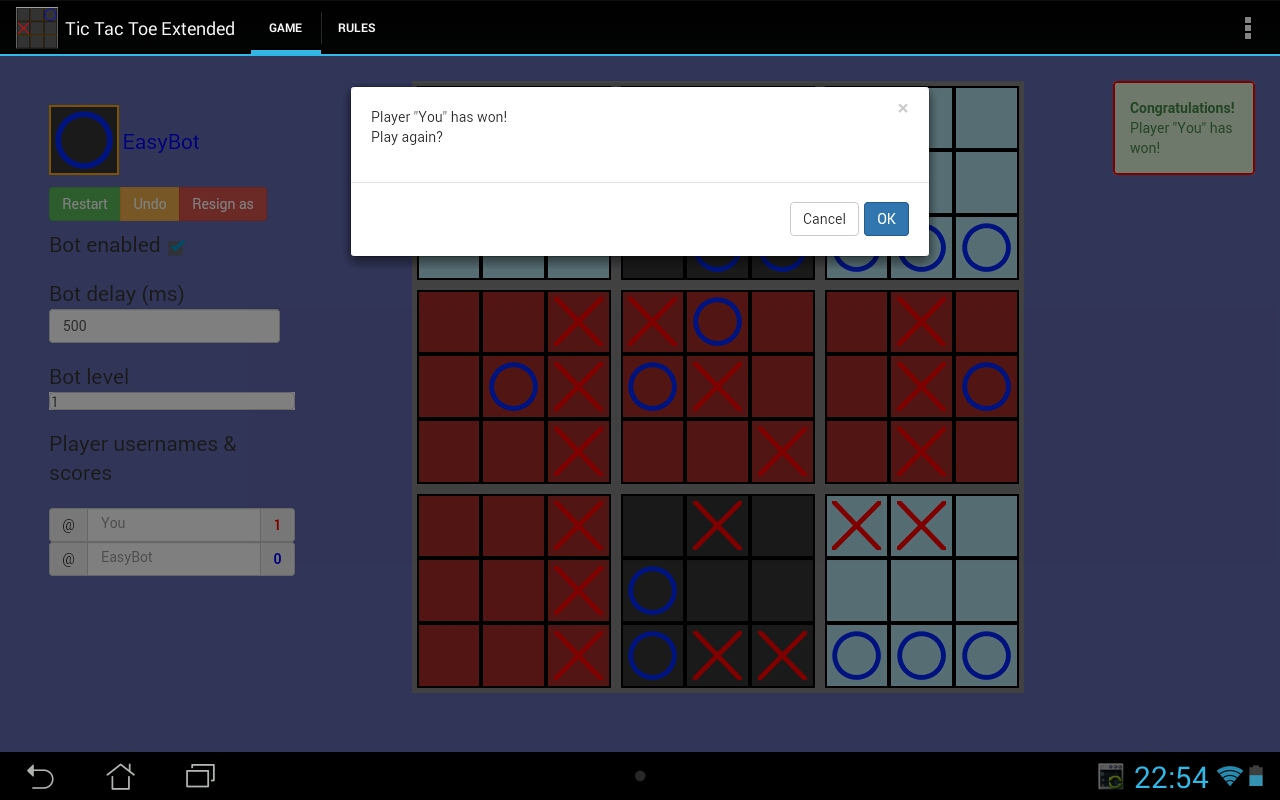 Tic Tac Toe Extended
GAME
RULES
Player "You" has won!
Play again?
×
Cancel
OK
Congratulations!
Player "You" has
won!
EasyBot
Restart
Undo
Resign as
Bot enabled
Bot delay (ms)
500
Bot level
1
Player usernames &
scores
@ You 1
@ EasyBot 0
22:54